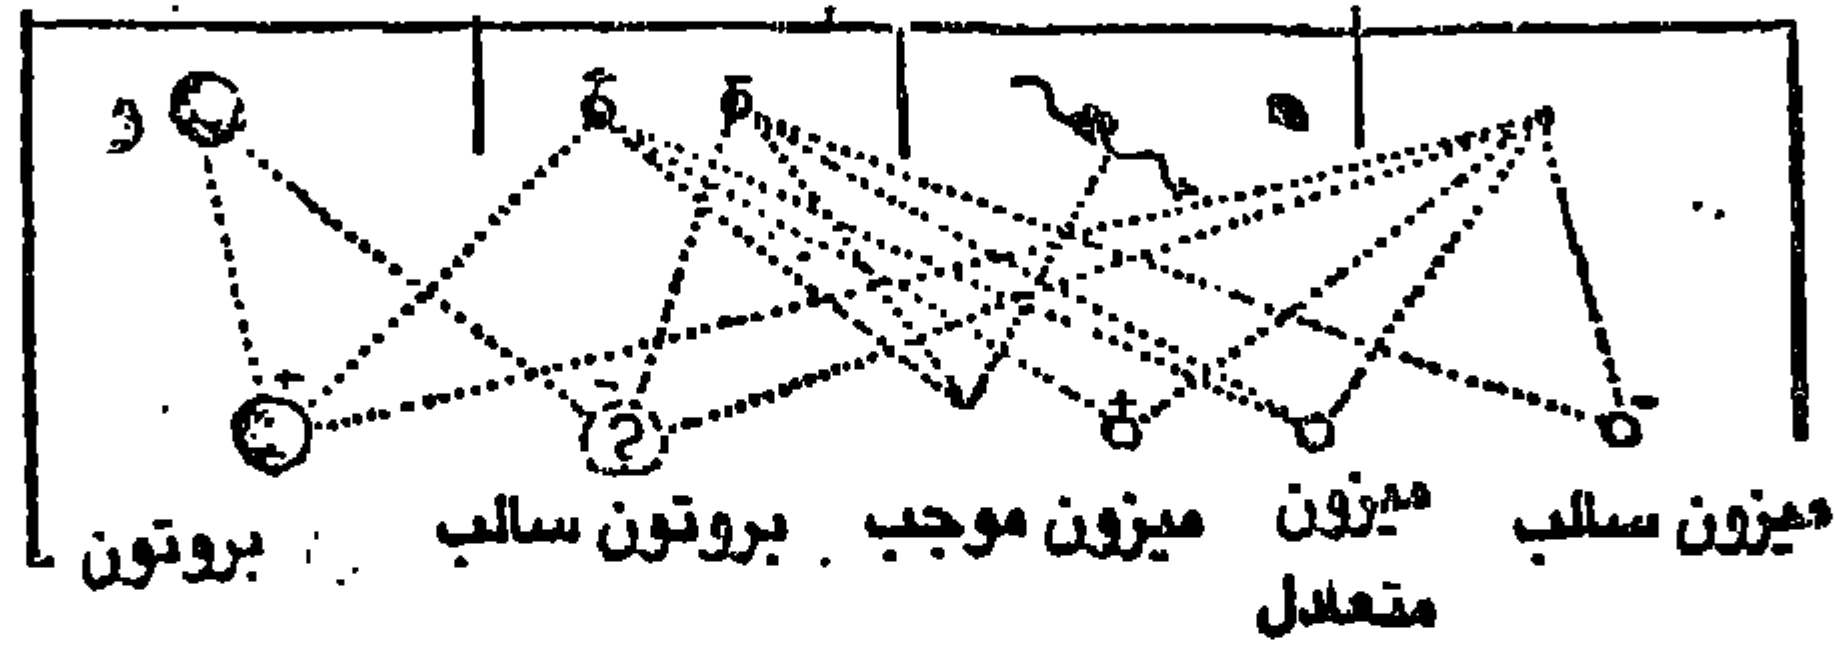 بروتون
بروتون سالب
ميزون موجب
ميزون
متعادل
ميزون سالب